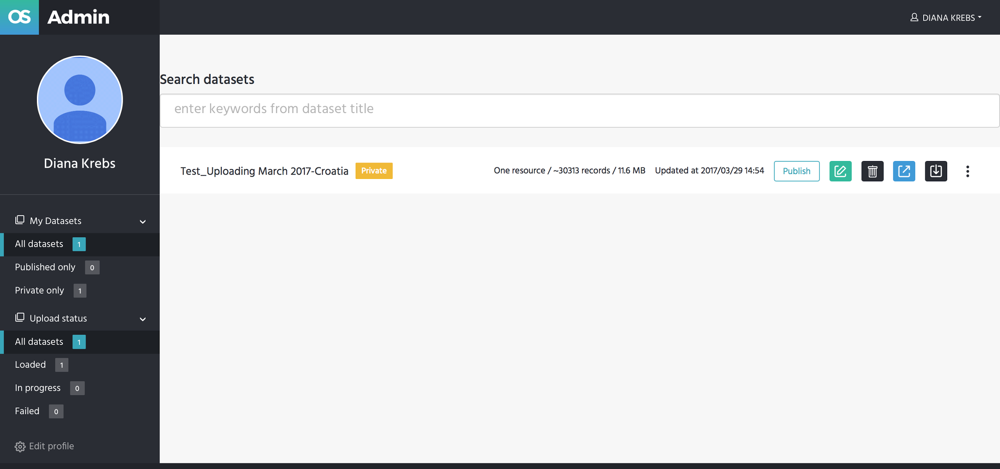 OS Admin
DIANA KREBS
Diana Krebs
My Datasets
All datasets 1
Published only 0
Private only 1
Upload status
All datasets 1
Loaded 1
In progress 0
Failed 0
Edit profile
Search datasets
enter keywords from dataset title
Test_Uploading March 2017-Croatia Private One resource / ~30313 records / 11.6 MB Updated at 2017/03/29 14:54 Publish